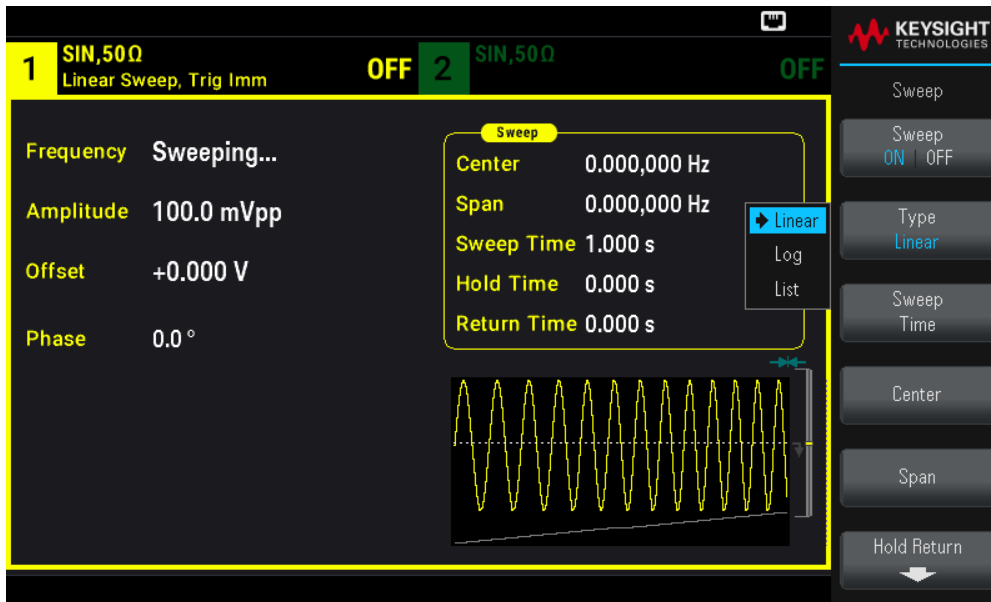 KEYSIGHT
TECHNOLOGIES
1 SIN,50Ω OFF
Linear Sweep, Trig Imm
2 SIN,50Ω OFF
Frequency Sweeping...
Amplitude 100.0 mVpp
Offset +0.000 V
Phase 0.0 °
Sweep
Center 0.000,000 Hz
Span 0.000,000 Hz
Sweep Time 1.000 s
Hold Time 0.000 s
Return Time 0.000 s
Linear
Log
List
Sweep
Sweep
ON | OFF
Type
Linear
Sweep
Time
Center
Span
Hold Return